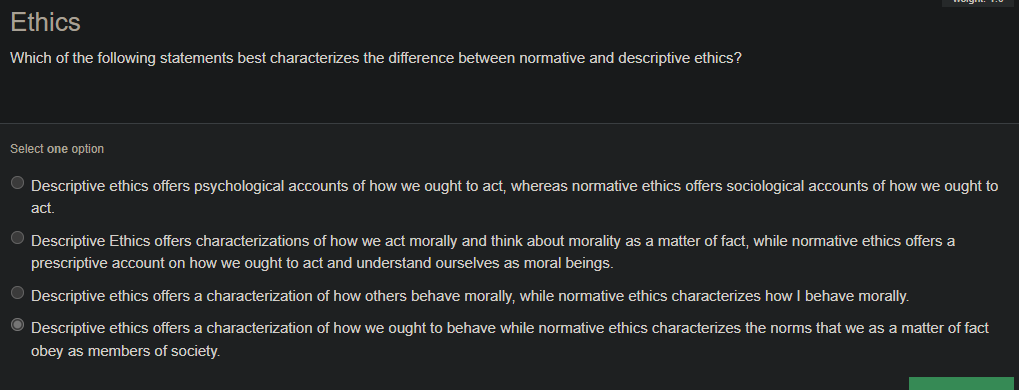 Ethics
Which of the following statements best characterizes the difference between normative and descriptive ethics?
Select one option
Descriptive ethics offers psychological accounts of how we ought to act, whereas normative ethics offers sociological accounts of how we ought to
act.
Descriptive Ethics offers characterizations of how we act morally and think about morality as a matter of fact, while normative ethics offers a
prescriptive account on how we ought to act and understand ourselves as moral beings.
Descriptive ethics offers a characterization of how others behave morally, while normative ethics characterizes how I behave morally.
Descriptive ethics offers a characterization of how we ought to behave while normative ethics characterizes the norms that we as a matter of fact
obey as members of society.